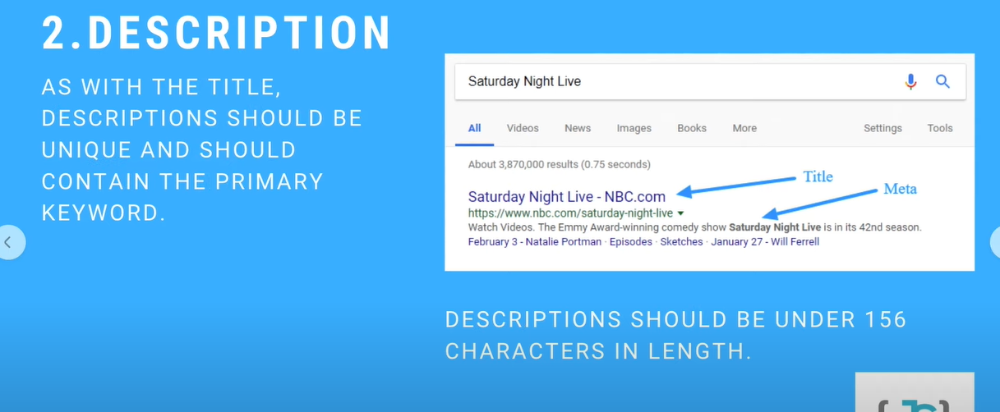 2.DESCRIPTION
AS WITH THE TITLE,
DESCRIPTIONS SHOULD BE
UNIQUE AND SHOULD
CONTAIN THE PRIMARY
KEYWORD.
Saturday Night Live
All Videos News Images Books More Settings Tools
About 3,870,000 results (0.75 seconds)
Title
Meta
Saturday Night Live - NBC.com
https://www.nbc.com/saturday-night-live
Watch Videos. The Emmy Award-winning comedy show Saturday Night Live is in its 42nd season.
February 3 - Natalie Portman · Episodes · Sketches · January 27 - Will Ferrell
DESCRIPTIONS SHOULD BE UNDER 156
CHARACTERS IN LENGTH.